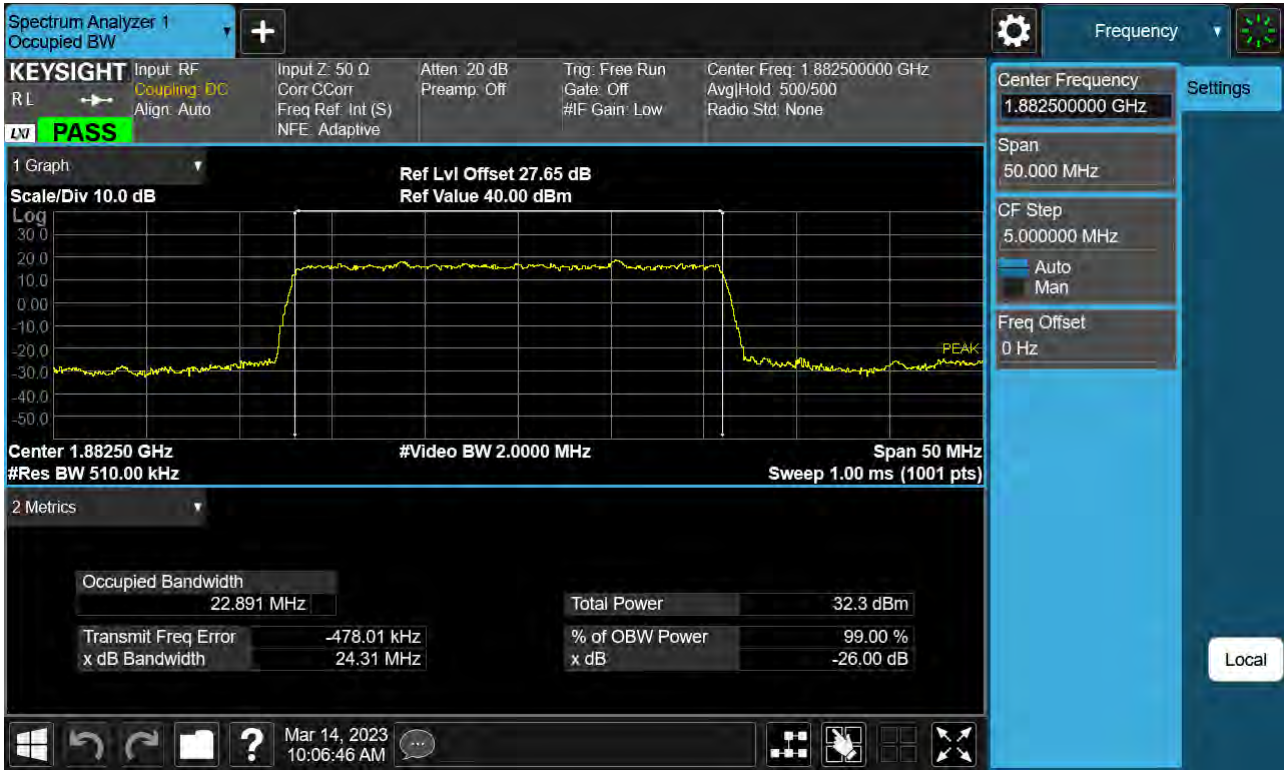 Spectrum Analyzer 1
Occupied BW
Frequency
KEYSIGHT
RL
LXI
PASS
Input: RF
Coupling: DC
Align: Auto
Input Z: 50 Ω
Corr CCorr
Freq Ref: Int (S)
NFE: Adaptive
Atten: 20 dB
Preamp: Off
Trig: Free Run
Gate: Off
#IF Gain: Low
Center Freq: 1.882500000 GHz
Avg|Hold: 500/500
Radio Std: None
1 Graph
Scale/Div 10.0 dB
Ref Lvl Offset 27.65 dB
Ref Value 40.00 dBm
Log
30.0
20.0
10.0
0.00
-10.0
-20.0
-30.0
-40.0
-50.0
PEAK
Center 1.88250 GHz
#Video BW 2.0000 MHz
Span 50 MHz
#Res BW 510.00 kHz
Sweep 1.00 ms (1001 pts)
2 Metrics
Occupied Bandwidth
22.891 MHz
Total Power 32.3 dBm
Transmit Freq Error -478.01 kHz
% of OBW Power 99.00 %
x dB Bandwidth 24.31 MHz
x dB -26.00 dB
Center Frequency
1.882500000 GHz
Settings
Span
50.000 MHz
CF Step
5.000000 MHz
Auto
Man
Freq Offset
0 Hz
Local
?
Mar 14, 2023
10:06:46 AM